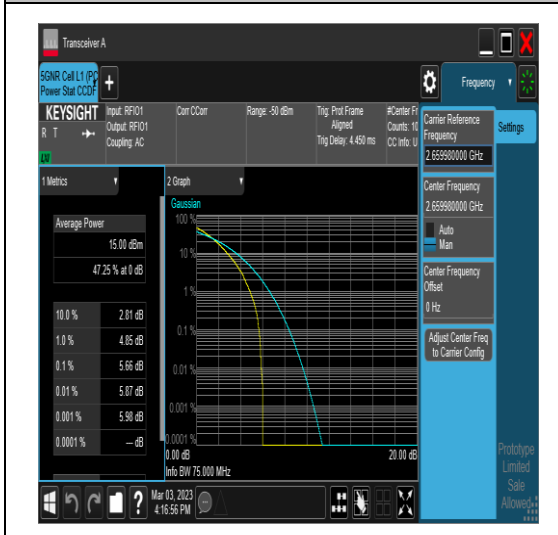 Transceiver A
5GNR Cell L1 (PC
Power Stat CCDF
Frequency
KEYSIGHT
R T
LV
Input: RFIO1
Output: RFIO1
Coupling: AC
Corr CCorr
Range: -50 dBm
Trig: Prot Frame
Aligned
Trig Delay: 4.450 ms
#Center Fr
Counts: 10
CC Info: U
Carrier Reference
Frequency
2.659980000 GHz
Settings
Center Frequency
2.659980000 GHz
Auto
Man
Center Frequency
Offset
0 Hz
Adjust Center Freq
to Carrier Config
1 Metrics
Average Power
15.00 dBm
47.25 % at 0 dB
10.0 % 2.81 dB
1.0 % 4.85 dB
0.1 % 5.66 dB
0.01 % 5.87 dB
0.001 % 5.98 dB
0.0001 % --- dB
2 Graph
Gaussian
100 %
10 %
1 %
0.1 %
0.01 %
0.001 %
0.0001 %
0.00 dB 20.00 dB
Info BW 75.000 MHz
Prototype
Limited
Sale
Allowed
?
Mar 03, 2023
4:16:56 PM